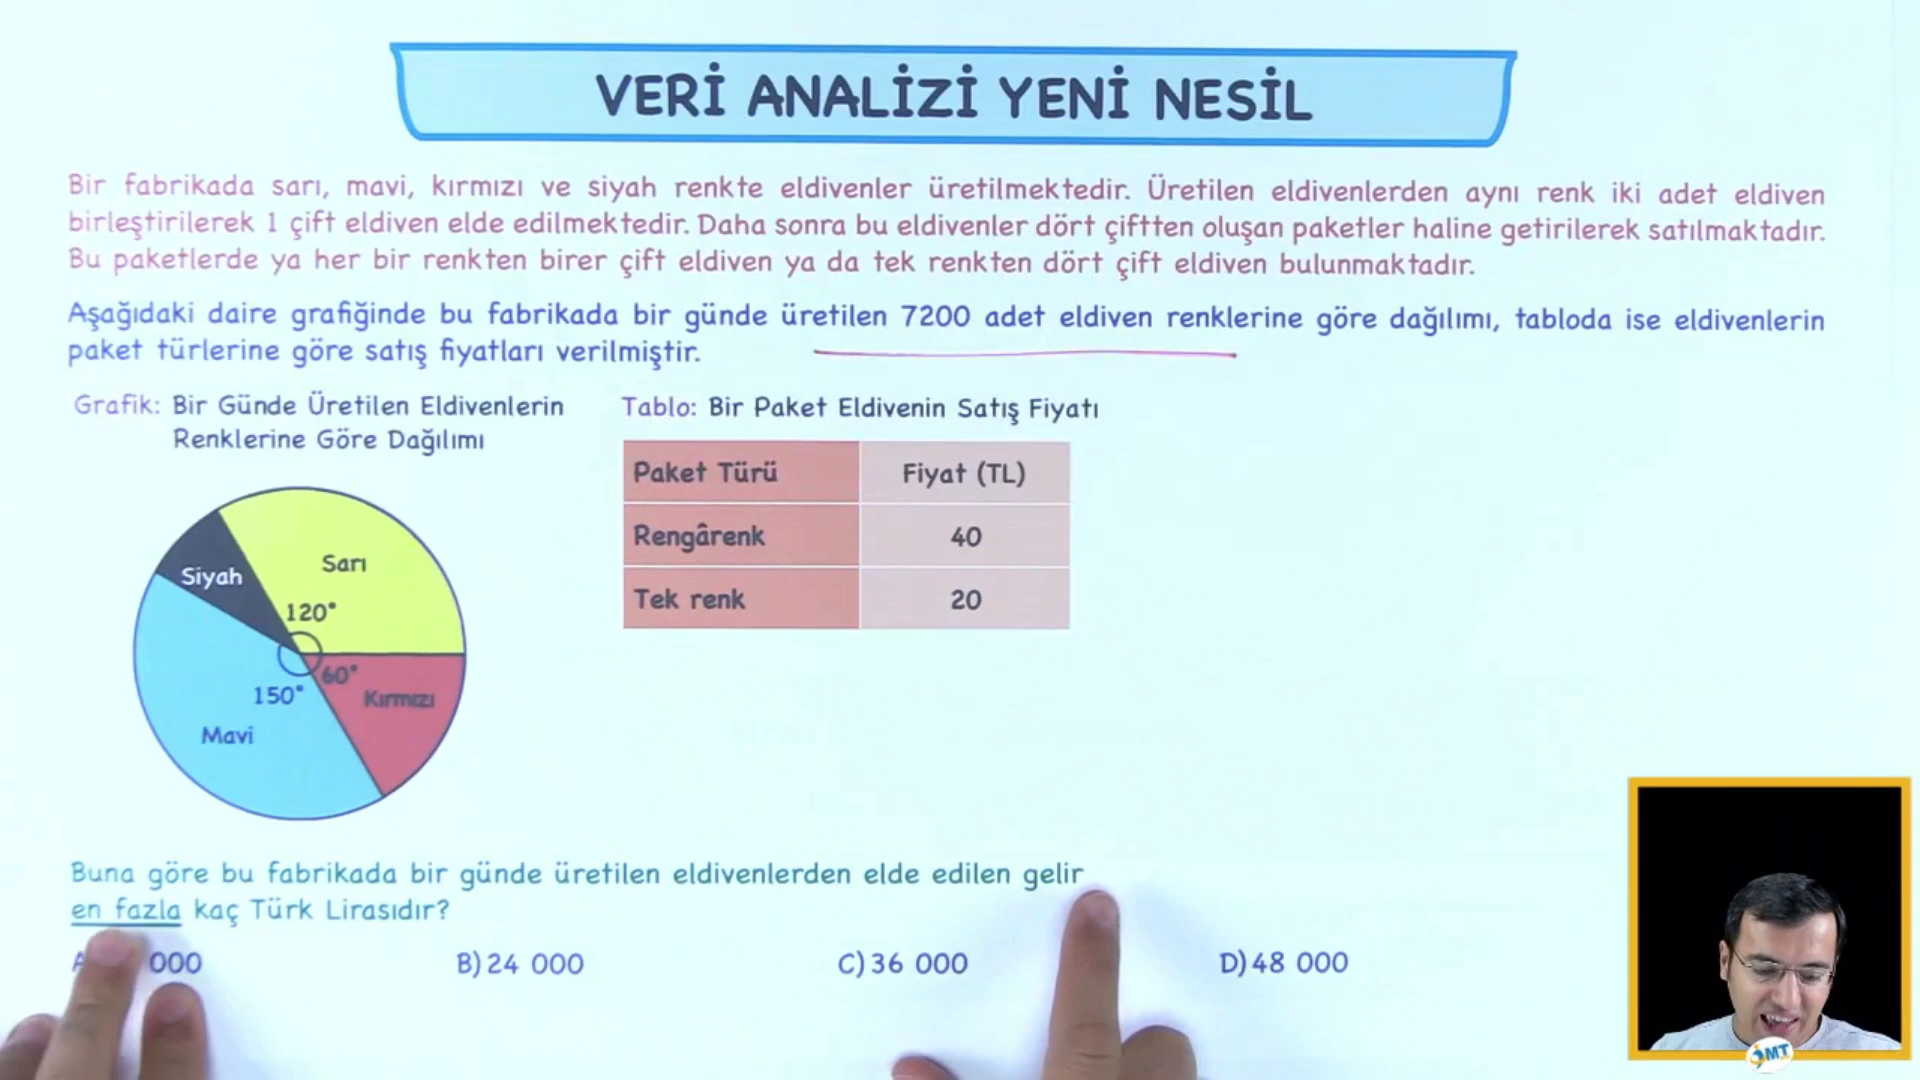 VERİ ANALİZİ YENİ NESİL
Bir fabrikada sarı, mavi, kırmızı ve siyah renkte eldivenler üretilmektedir. Üretilen eldivenlerden aynı renk iki adet eldiven
birleştirilerek 1 çift eldiven elde edilmektedir. Daha sonra bu eldivenler dört çiftten oluşan paketler haline getirilerek satılmaktadır.
Bu paketlerde ya her bir renkten birer çift eldiven ya da tek renkten dört çift eldiven bulunmaktadır.
Aşağıdaki daire grafiğinde bu fabrikada bir günde üretilen 7200 adet eldiven renklerine göre dağılımı, tabloda ise eldivenlerin
paket türlerine göre satış fiyatları verilmiştir.
Grafik: Bir Günde Üretilen Eldivenlerin
Renklerine Göre Dağılımı
Siyah
Sarı
120°
60°
150°
Kırmızı
Mavi
Tablo: Bir Paket Eldivenin Satış Fiyatı
Paket Türü Fiyat (TL)
Rengârenk 40
Tek renk 20
Buna göre bu fabrikada bir günde üretilen eldivenlerden elde edilen gelir
en fazla kaç Türk Lirasıdır?
000 B) 24 000 C) 36 000 D) 48 000
MT